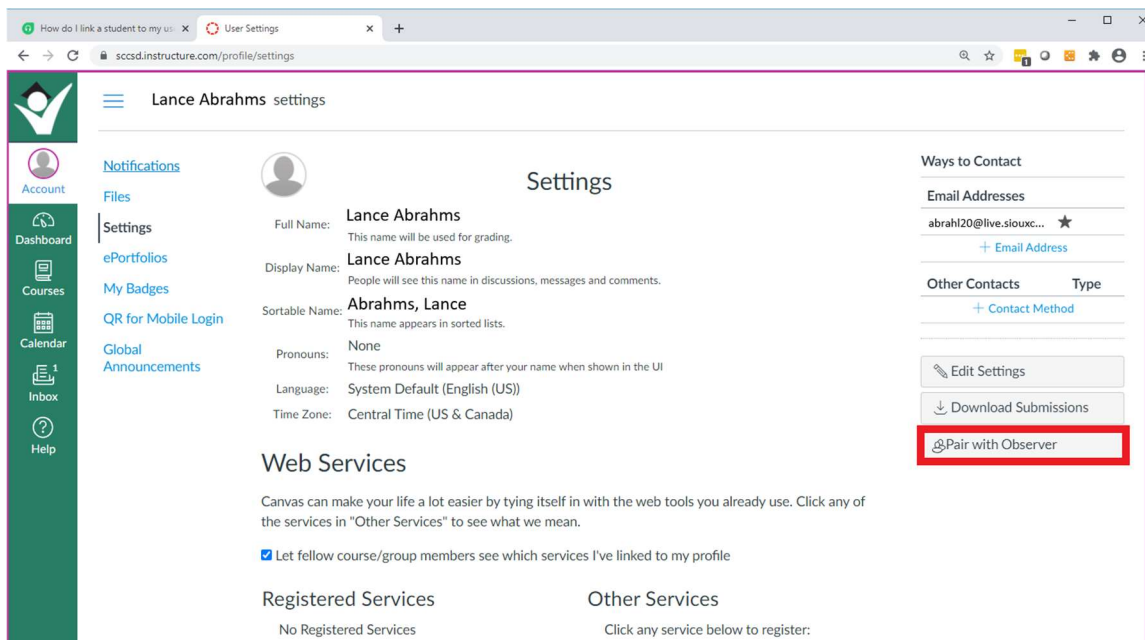 How do I link a student to my us
User Settings
sccsd.instructure.com/profile/settings
1
Lance Abrahms settings
Account
Dashboard
Courses
Calendar
1
Inbox
Help
Notifications
Files
Settings
ePortfolios
My Badges
QR for Mobile Login
Global
Announcements
Settings
Full Name: Lance Abrahms
This name will be used for grading.
Display Name: Lance Abrahms
People will see this name in discussions, messages and comments.
Sortable Name: Abrahms, Lance
This name appears in sorted lists.
Pronouns: None
These pronouns will appear after your name when shown in the UI
Language: System Default (English (US))
Time Zone: Central Time (US & Canada)
Web Services
Canvas can make your life a lot easier by tying itself in with the web tools you already use. Click any of
the services in "Other Services" to see what we mean.
Let fellow course/group members see which services I've linked to my profile
Registered Services
No Registered Services
Other Services
Click any service below to register:
Ways to Contact
Email Addresses
abrahl20@live.siouxc...
+ Email Address
Other Contacts Type
+ Contact Method
Edit Settings
Download Submissions
Pair with Observer